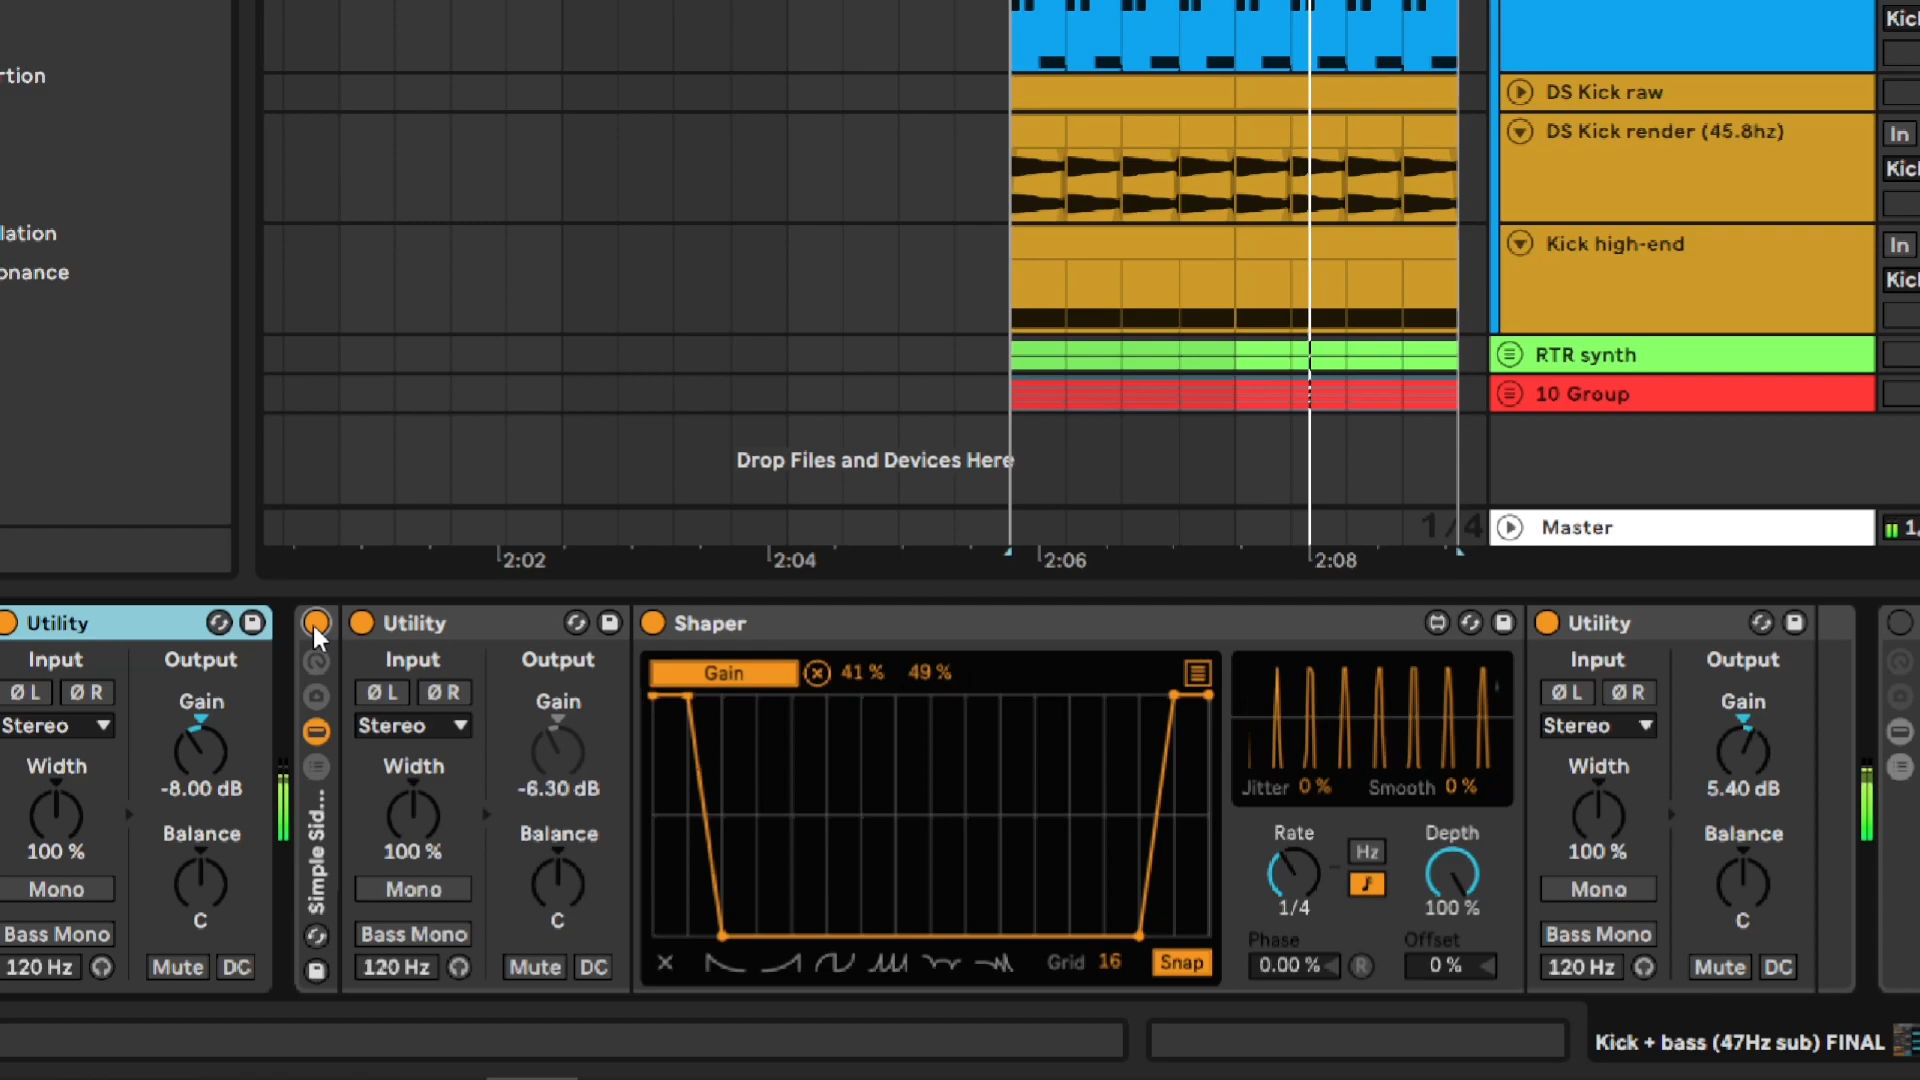 rtion
lation
onance
Kic
DS Kick raw
DS Kick render (45.8hz)
In
Kick
Kick high-end
In
Kick
RTR synth
10 Group
Drop Files and Devices Here
1/4
Master
1.
2:02
2:04
2:06
2:08
Utility
Input
Output
Ø L
Ø R
Gain
Stereo
Width
-8.00 dB
Balance
100 %
Mono
C
Bass Mono
120 Hz
Mute
DC
Simple Sid...
Utility
Input
Output
Ø L
Ø R
Gain
Stereo
Width
-6.30 dB
Balance
100 %
Mono
C
Bass Mono
120 Hz
Mute
DC
Shaper
Gain
41 %
49 %
Grid 16
Snap
Jitter 0 %
Smooth 0 %
Rate
Depth
Hz
1/4
100 %
Phase
Offset
0.00 %
R
0 %
Utility
Input
Output
Ø L
Ø R
Gain
Stereo
Width
5.40 dB
Balance
100 %
Mono
C
Bass Mono
120 Hz
Mute
DC
Kick + bass (47Hz sub) FINAL